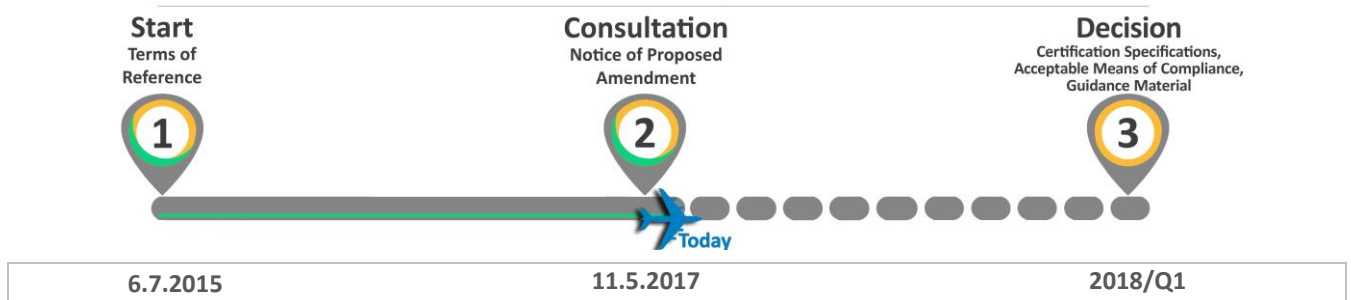 Start
Terms of
Reference
Consultation
Notice of Proposed
Amendment
Decision
Certification Specifications,
Acceptable Means of Compliance,
Guidance Material
1
2
3
Today
6.7.2015
11.5.2017
2018/Q1